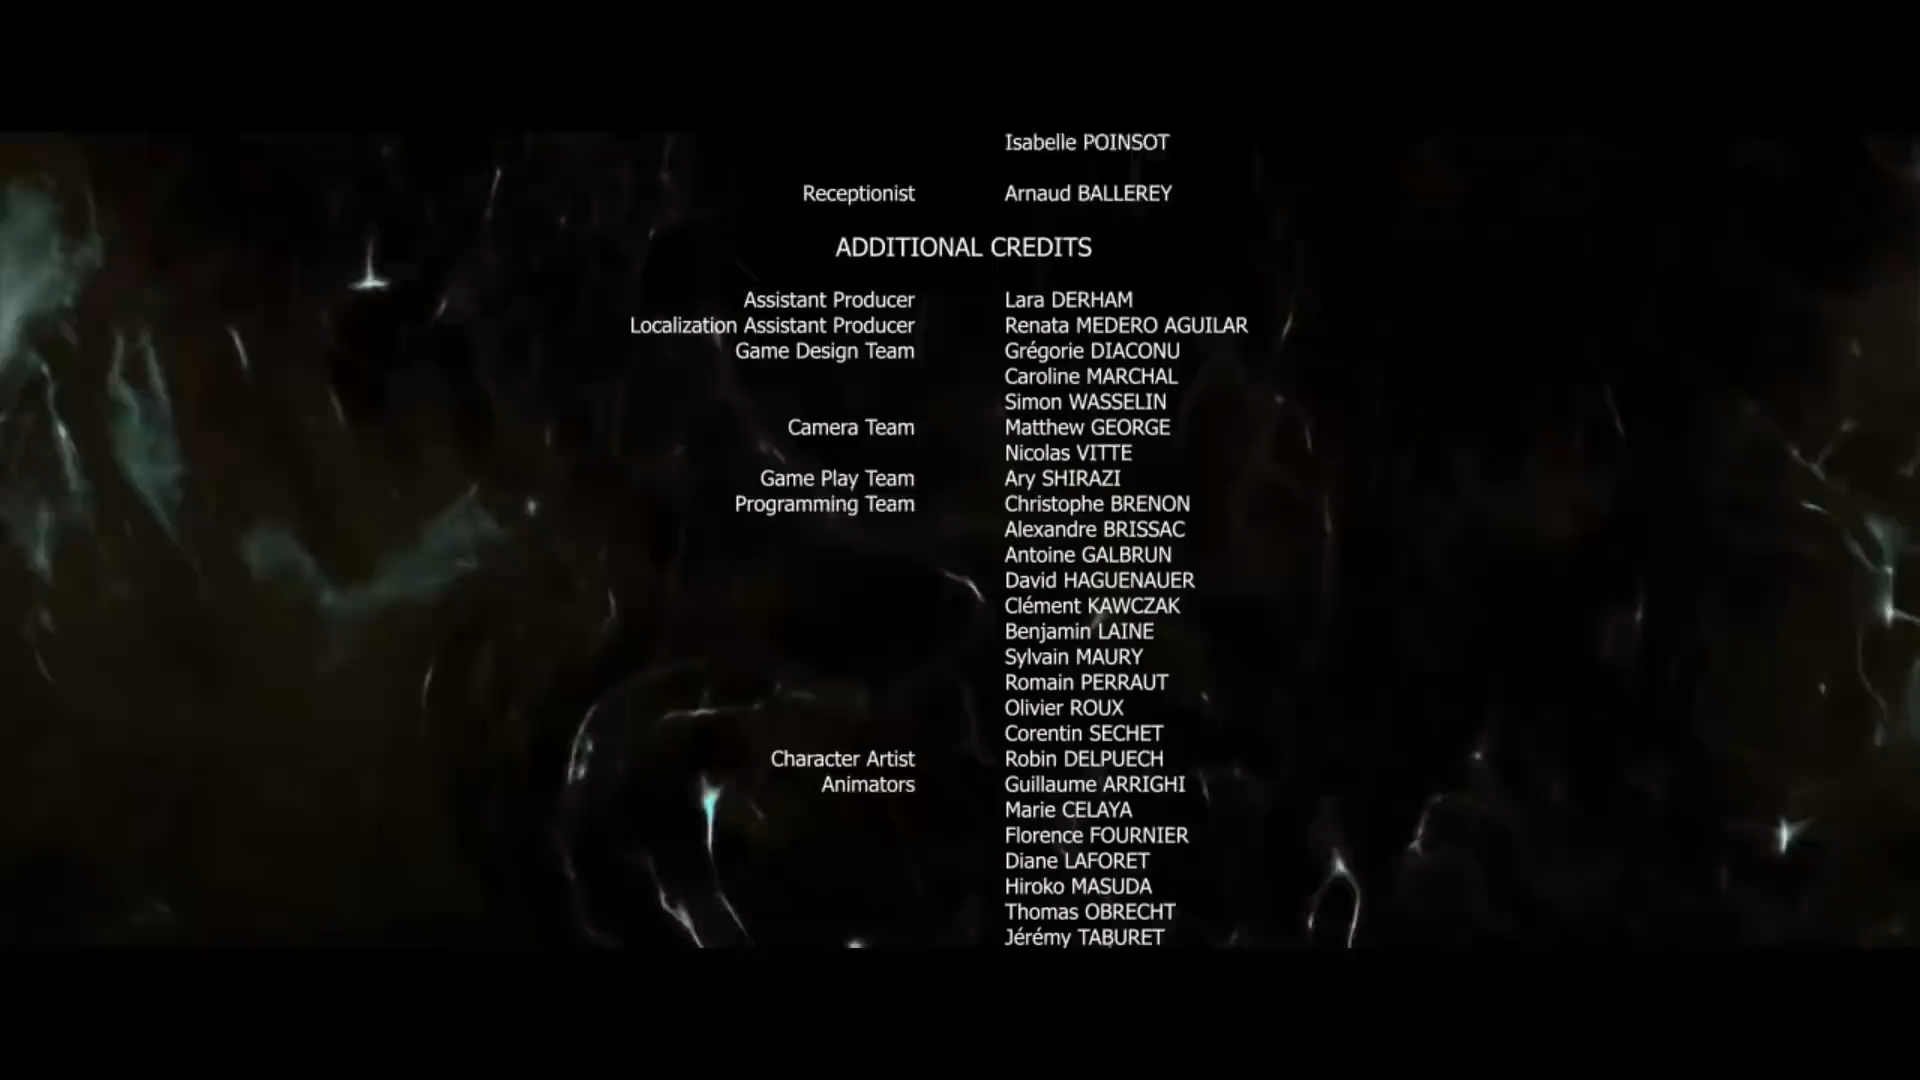 Isabelle POINSOT
Receptionist Arnaud BALLEREY
ADDITIONAL CREDITS
Assistant Producer Lara DERHAM
Localization Assistant Producer Renata MEDERO AGUILAR
Game Design Team Grégorie DIACONU
Caroline MARCHAL
Simon WASSELIN
Camera Team Matthew GEORGE
Nicolas VITTE
Game Play Team Ary SHIRAZI
Programming Team Christophe BRENON
Alexandre BRISSAC
Antoine GALBRUN
David HAGUENAUER
Clément KAWCZAK
Benjamin LAINE
Sylvain MAURY
Romain PERRAUT
Olivier ROUX
Corentin SECHET
Character Artist Robin DELPUECH
Animators Guillaume ARRIGHI
Marie CELAYA
Florence FOURNIER
Diane LAFORET
Hiroko MASUDA
Thomas OBRECHT
Jérémy TABURET